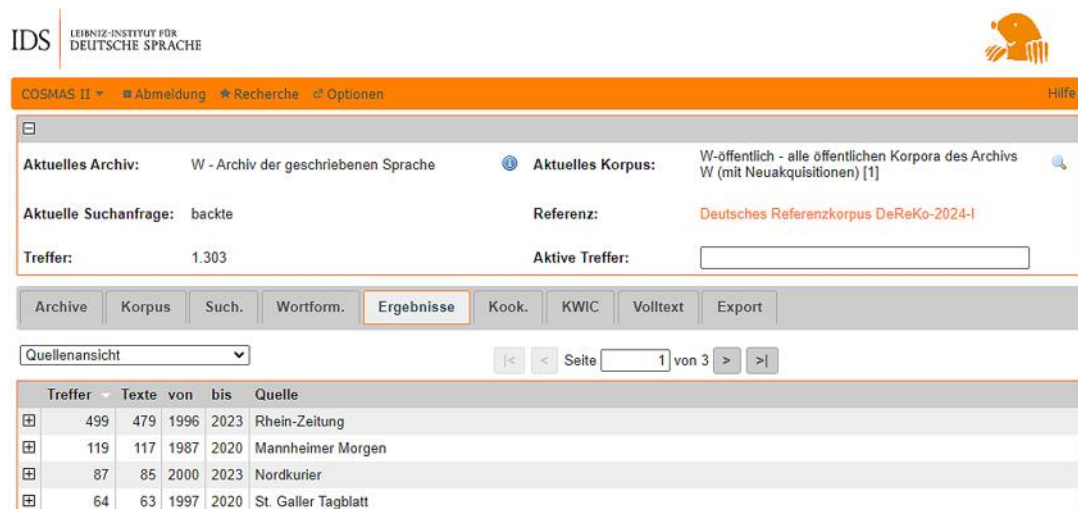 IDS
LEIBNIZ-INSTITUT FÜR
DEUTSCHE SPRACHE
COSMAS II Abmeldung Recherche Optionen Hilfe
Aktuelles Archiv: W - Archiv der geschriebenen Sprache Aktuelles Korpus: W-öffentlich - alle öffentlichen Korpora des Archivs
W (mit Neuakquisitionen) [1]
Aktuelle Suchanfrage: backte Referenz: Deutsches Referenzkorpus DeReKo-2024-I
Treffer: 1.303 Aktive Treffer:
Archive Korpus Such. Wortform. Ergebnisse Kook. KWIC Volltext Export
Quellenansicht |< < Seite 1 von 3 > >|
Treffer Texte von bis Quelle
499 479 1996 2023 Rhein-Zeitung
119 117 1987 2020 Mannheimer Morgen
87 85 2000 2023 Nordkurier
64 63 1997 2020 St. Galler Tagblatt